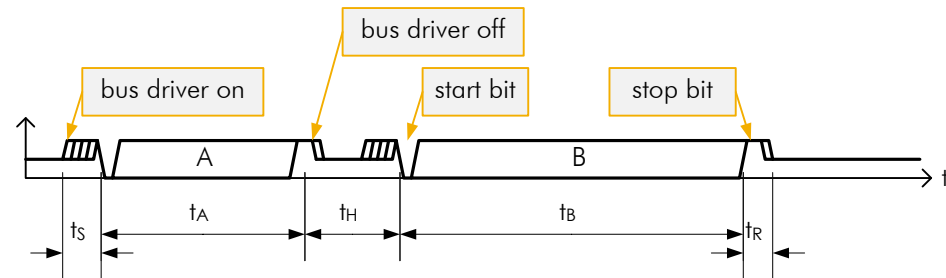 bus driver off
bus driver on
start bit
stop bit
A
B
t
tS
tA
tH
tB
tR